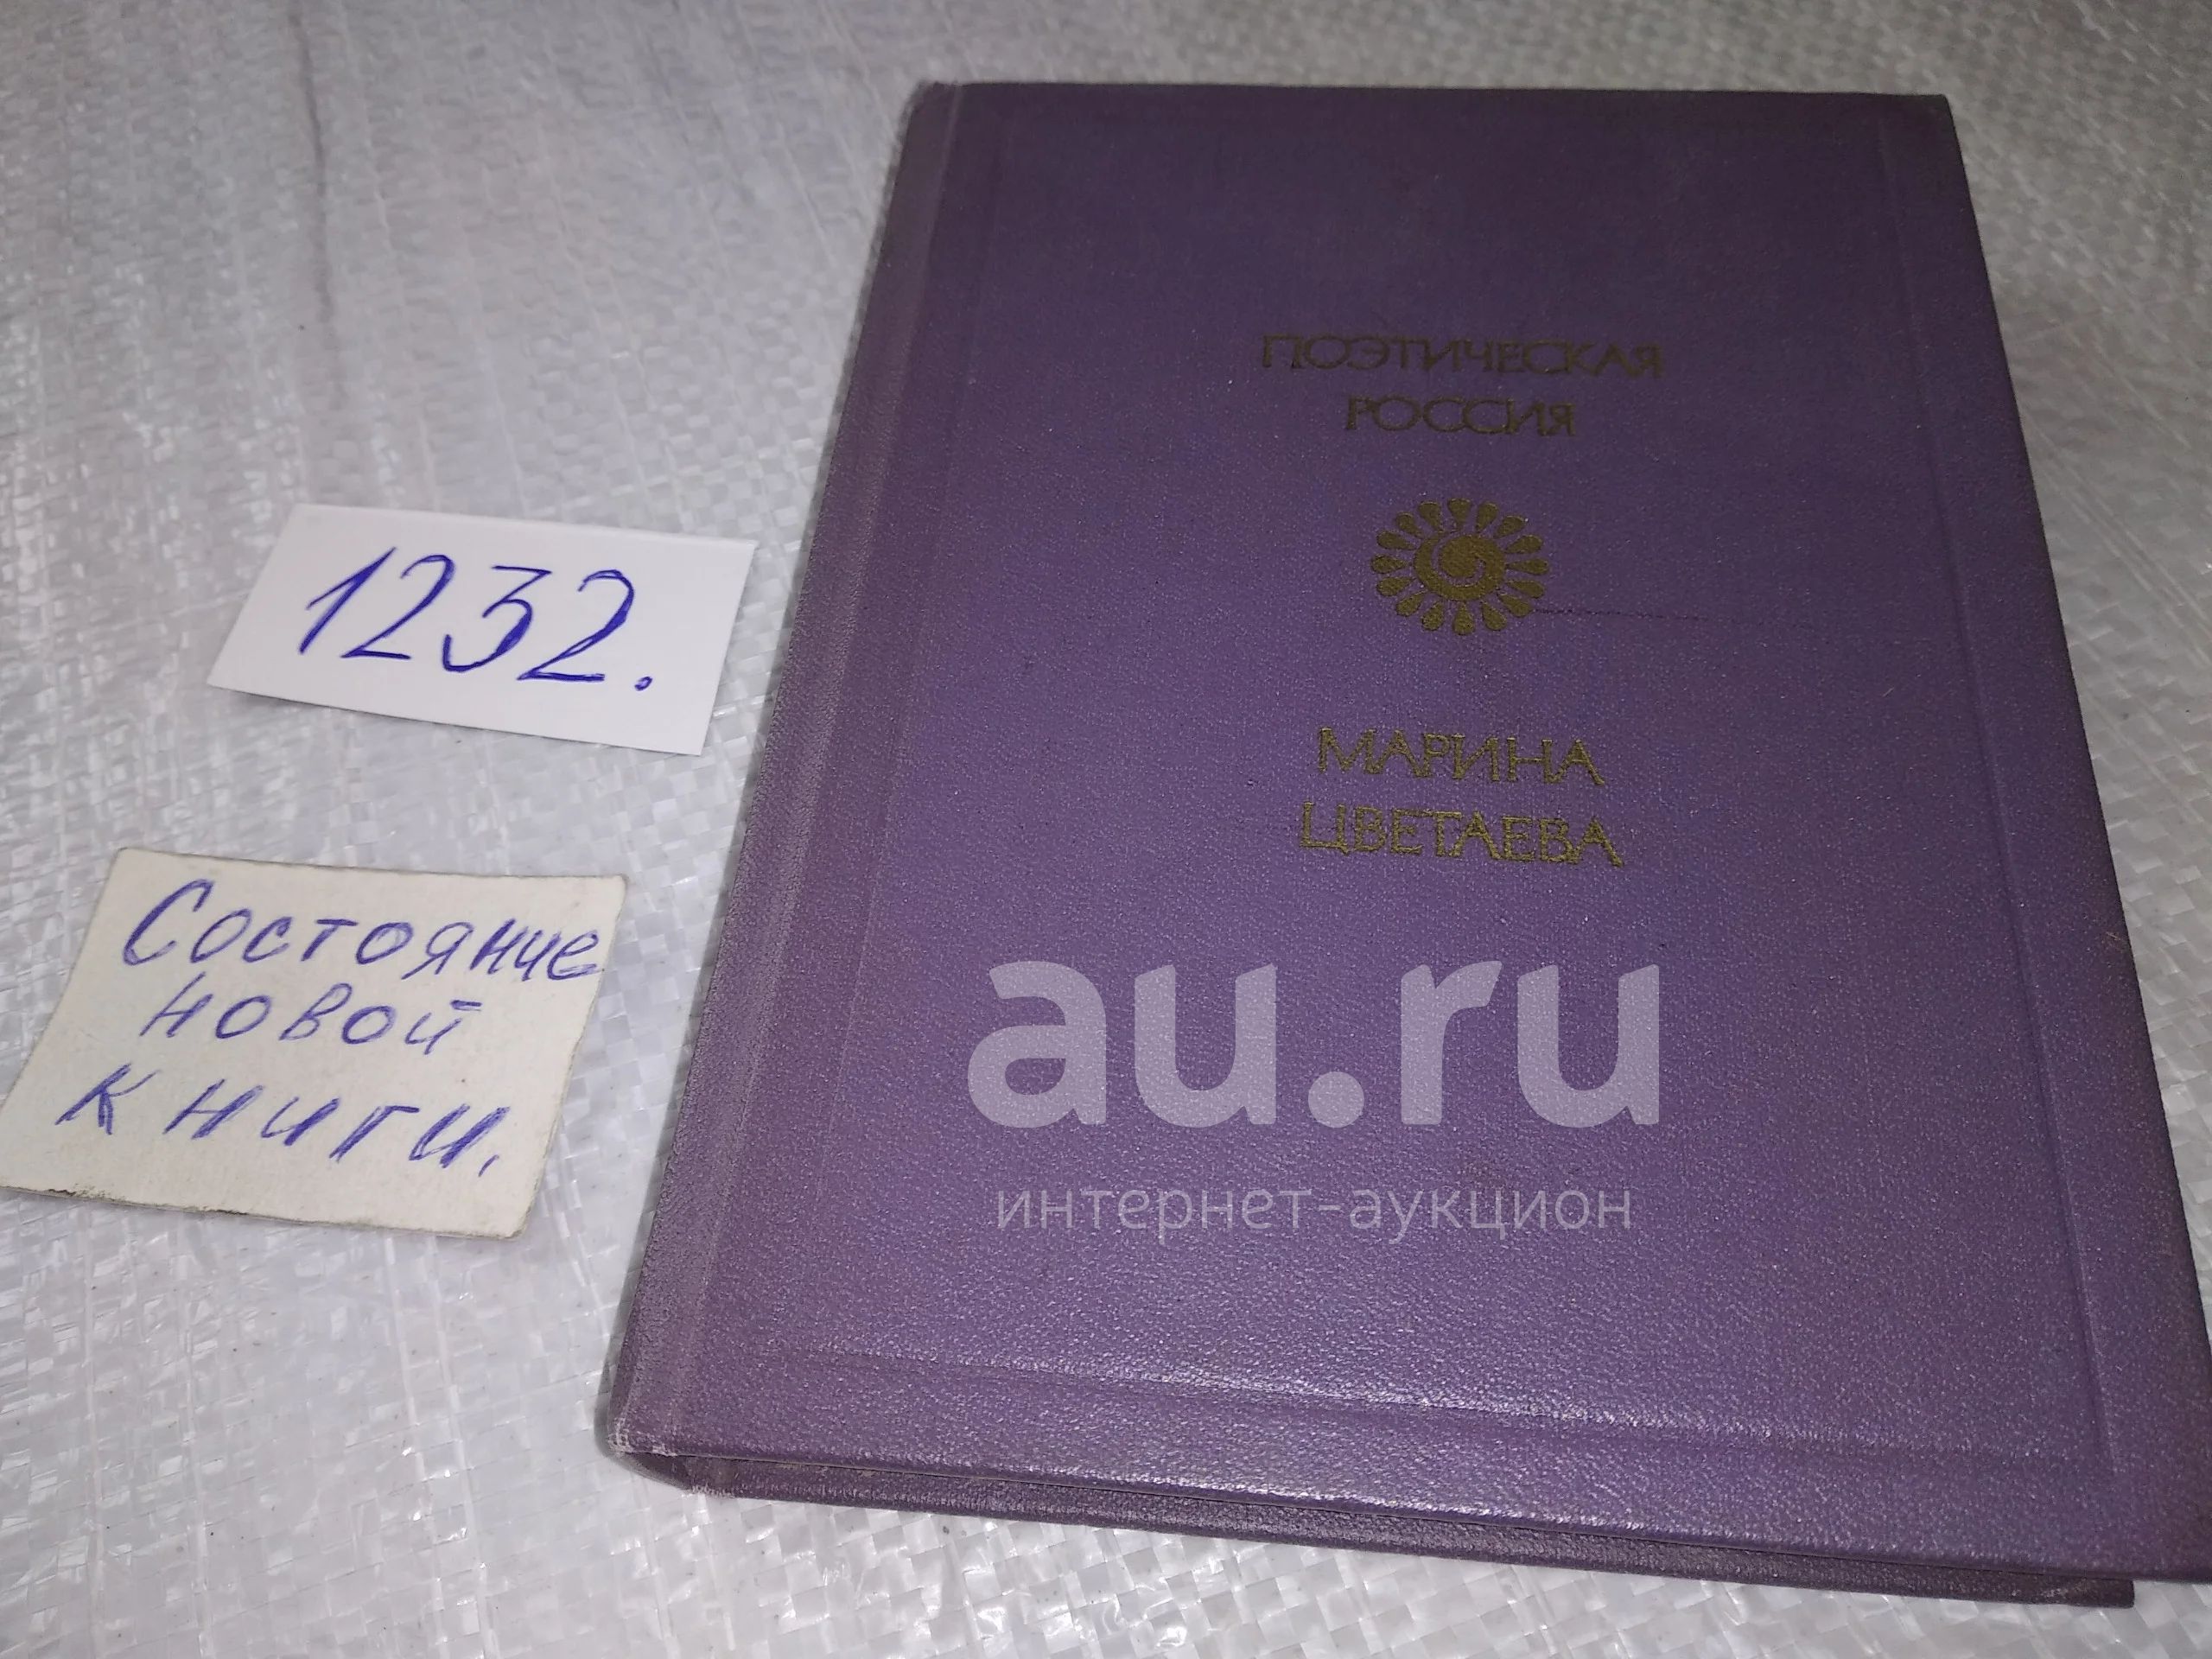 ПОЭТИЧЕСКАЯ
РОССИЯ
МАРИНА
ЦВЕТАЕВА
1232.
Состояние
новой
книги.
au.ru
интернет-аукцион